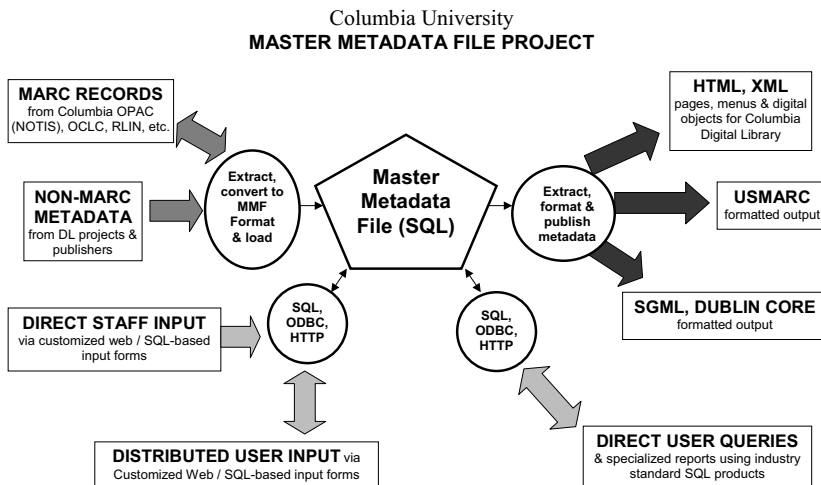 Columbia University
MASTER METADATA FILE PROJECT
MARC RECORDS
from Columbia OPAC
(NOTIS), OCLC, RLIN, etc.
NON-MARC
METADATA
from DL projects &
publishers
Extract,
convert to
MMF
Format
& load
Master
Metadata
File (SQL)
Extract,
format &
publish
metadata
HTML, XML
pages, menus & digital
objects for Columbia
Digital Library
USMARC
formatted output
SGML, DUBLIN CORE
formatted output
DIRECT STAFF INPUT
via customized web / SQL-based
input forms
SQL,
ODBC,
HTTP
SQL,
ODBC,
HTTP
DISTRIBUTED USER INPUT via
Customized Web / SQL-based input forms
DIRECT USER QUERIES
& specialized reports using industry
standard SQL products